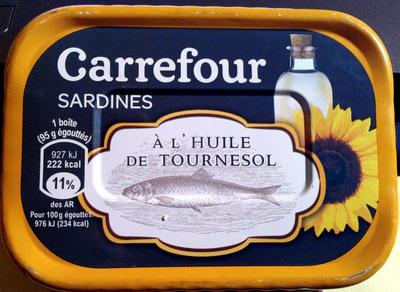 Carrefour
SARDINES
1 boîte
(95 g égouttés)
927 kJ
222 kcal
11%
des AR
Pour 100g égouttés
976 kJ (234 kcal)
À L'HUILE
DE TOURNESOL